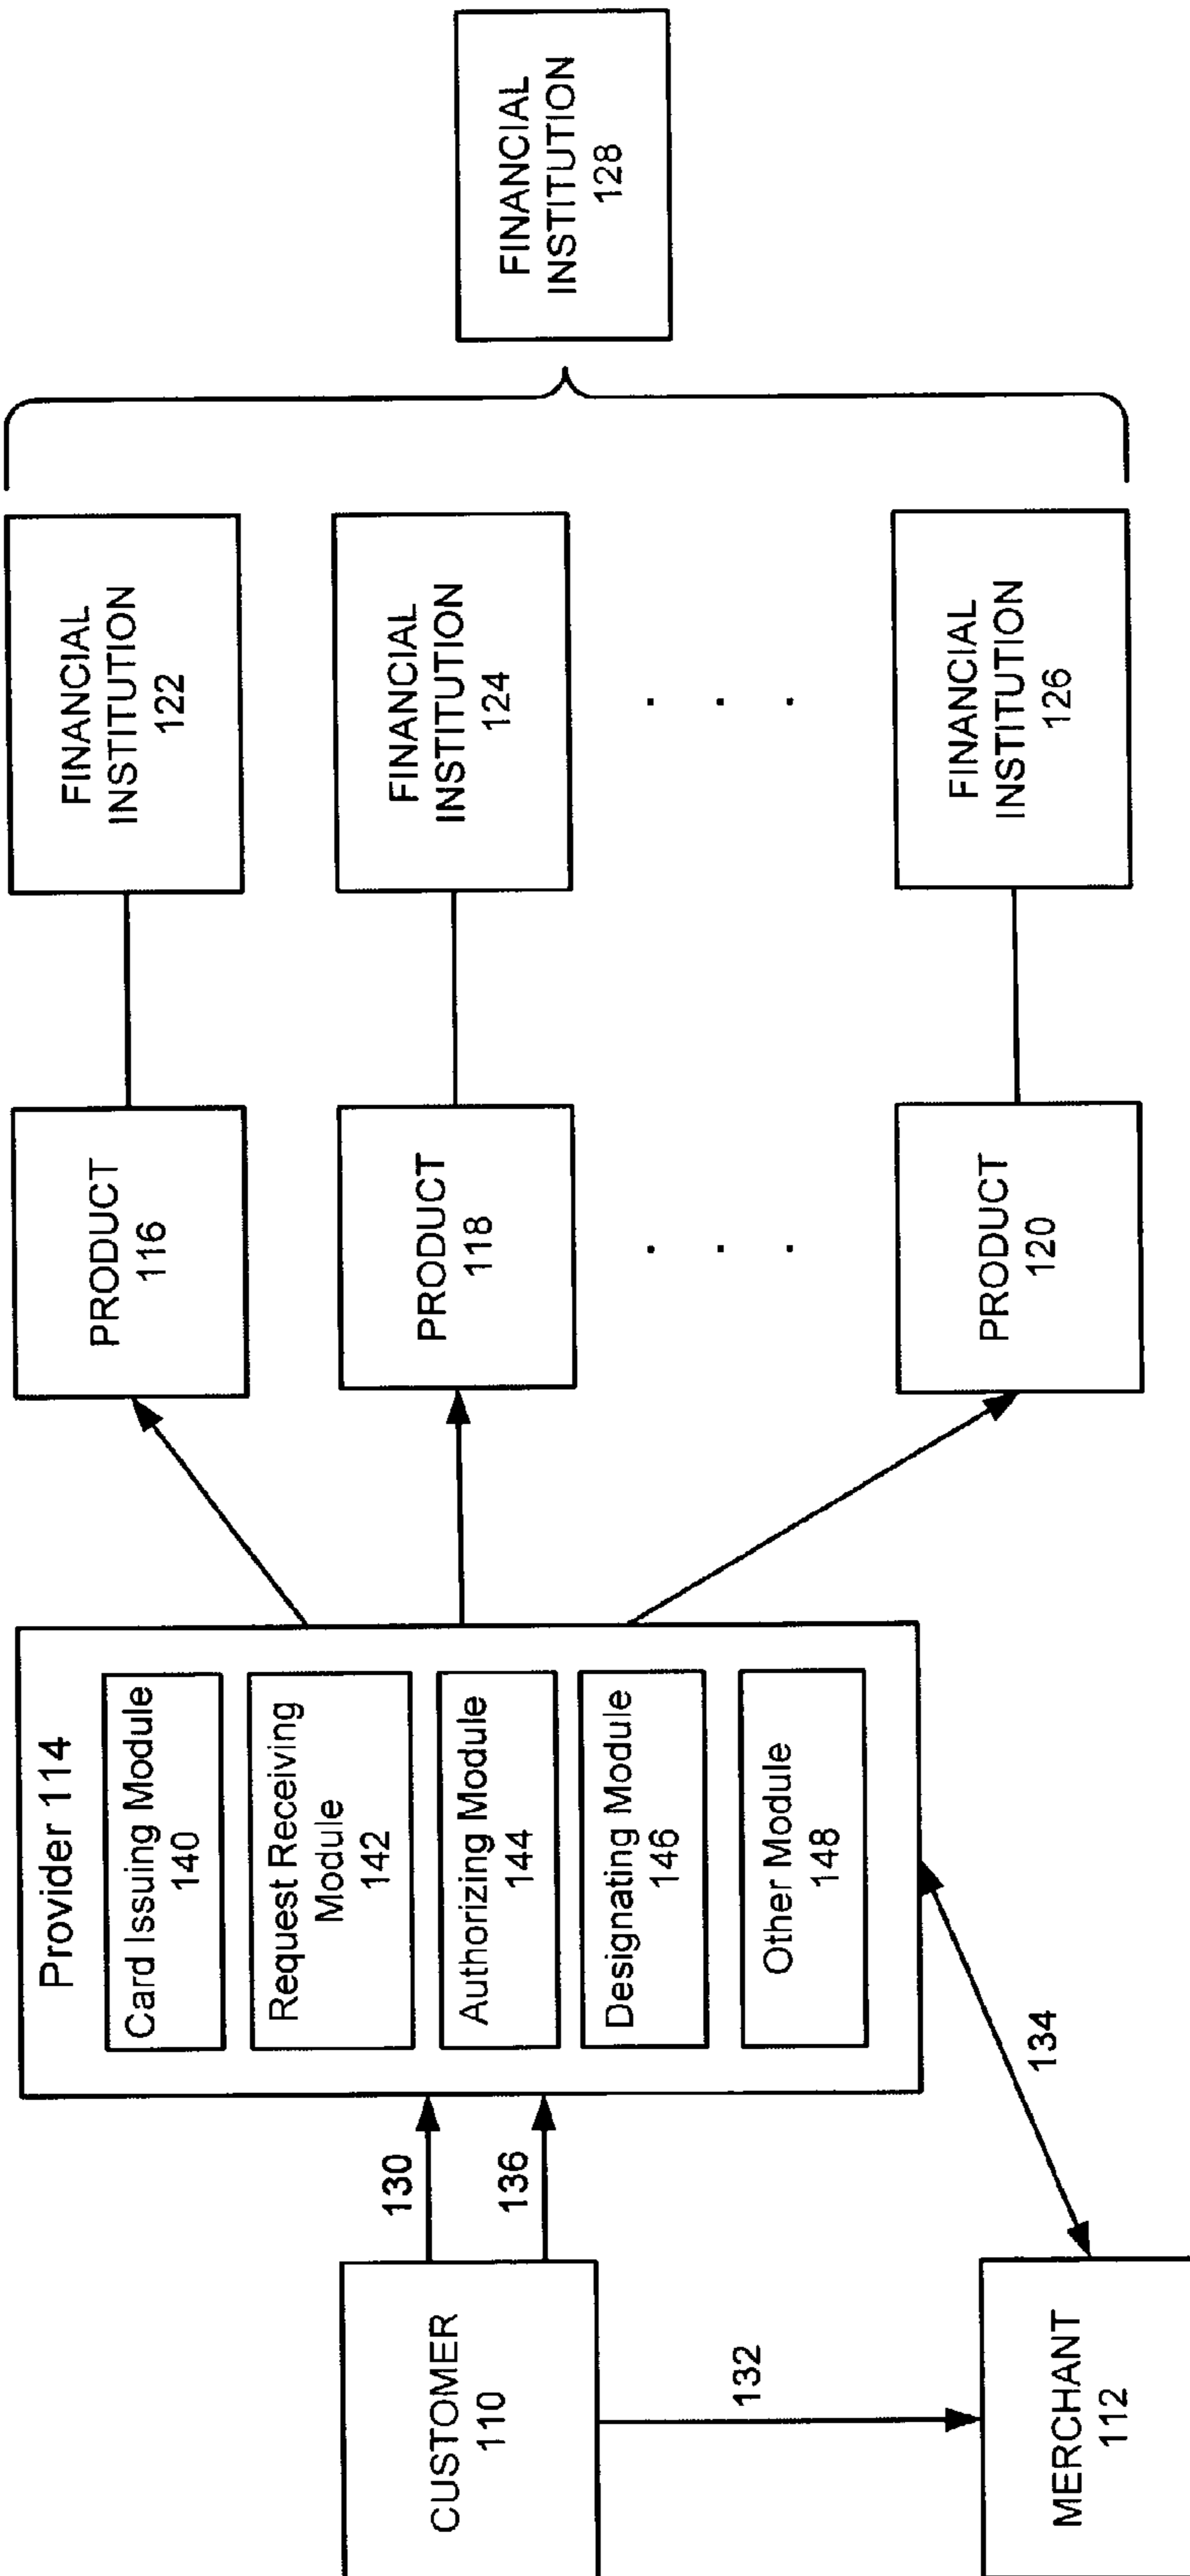 Provider 114
Card Issuing Module
140
Request Receiving
Module
142
Authorizing Module
144
Designating Module
146
Other Module
148
CUSTOMER
110
130
136
132
MERCHANT
112
134
PRODUCT
116
PRODUCT
118
. . .
PRODUCT
120
FINANCIAL
INSTITUTION
122
FINANCIAL
INSTITUTION
124
. . .
FINANCIAL
INSTITUTION
126
FINANCIAL
INSTITUTION
128